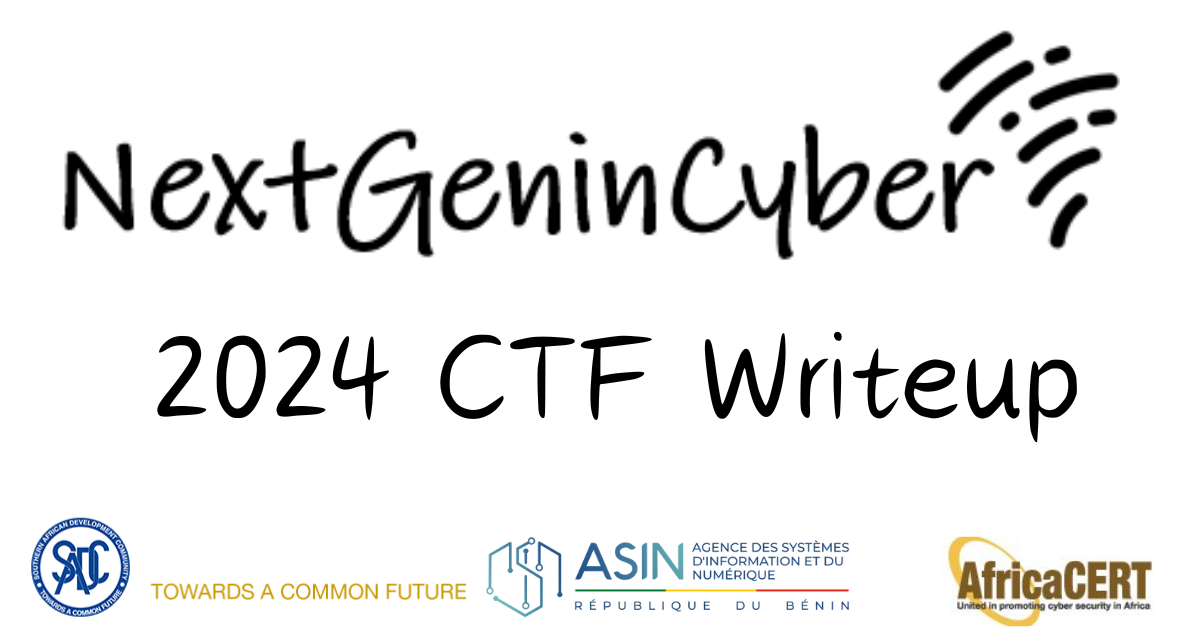 NextGeninCyber
2024 CTF Writeup
SOUTHERN AFRICAN DEVELOPMENT COMMUNITY
SADC
TOWARDS A COMMON FUTURE
TOWARDS A COMMON FUTURE
ASIN
AGENCE DES SYSTÈMES
D'INFORMATION ET DU
NUMÉRIQUE
RÉPUBLIQUE DU BÉNIN
AfricaCERT
United in promoting cyber security in Africa